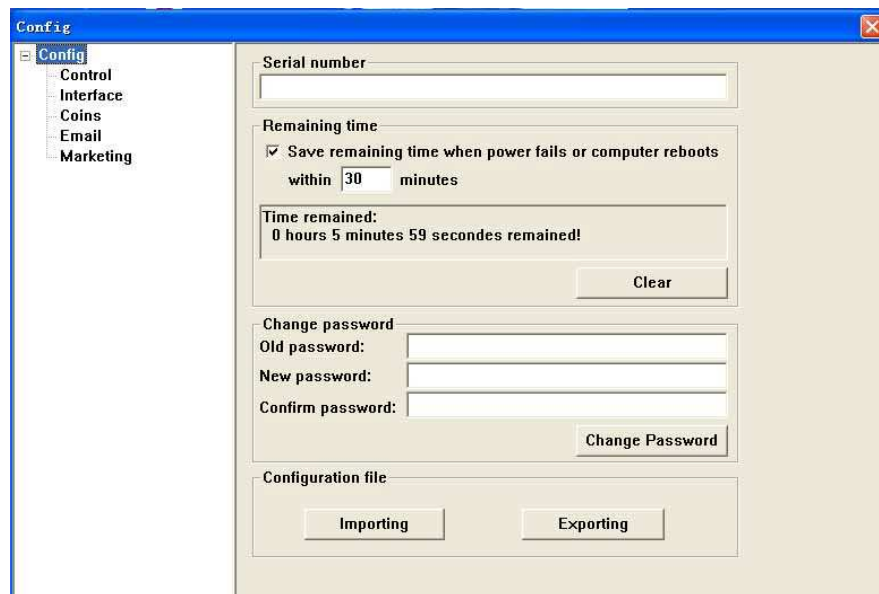 Config
Config
Control
Interface
Coins
Email
Marketing
Serial number
Remaining time
Save remaining time when power fails or computer reboots
within 30 minutes
Time remained:
0 hours 5 minutes 59 secondes remained!
Clear
Change password
Old password:
New password:
Confirm password:
Change Password
Configuration file
Importing Exporting